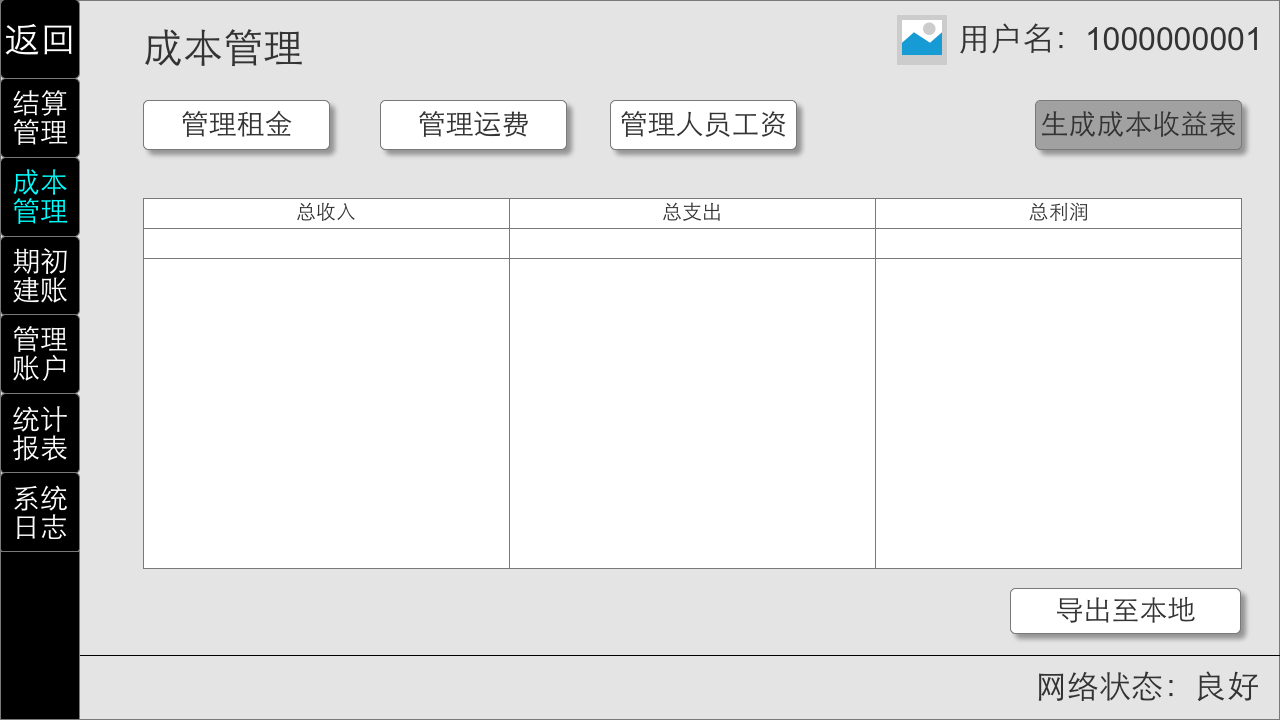 返回
结算
管理
成本
管理
期初
建账
管理
账户
统计
报表
系统
日志
成本管理
用户名：1000000001
管理租金
管理运费
管理人员工资
生成成本收益表
总收入
总支出
总利润
导出至本地
网络状态：良好